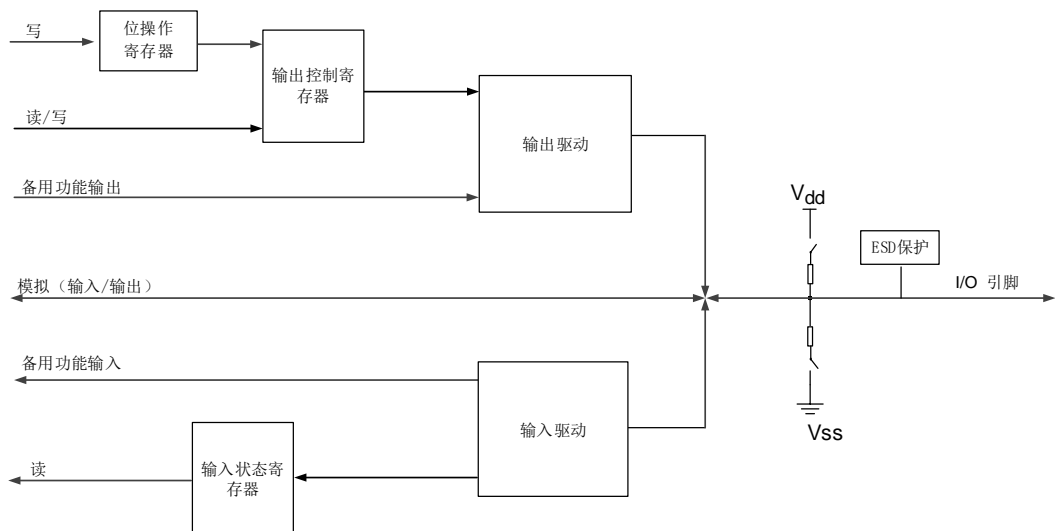 写
位操作
寄存器
输出控制寄
存器
读/写
输出驱动
备用功能输出
Vdd
ESD保护
模拟（输入/输出）
I/O 引脚
备用功能输入
输入驱动
Vss
读
输入状态寄
存器